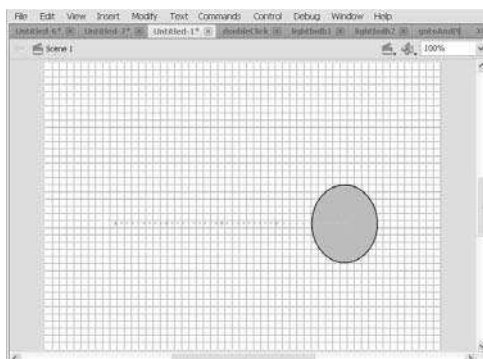 File Edit View Insert Modify Text Commands Control Debug Window Help
Untitled-6* Untitled-7* Untitled-1* doubleClick lightbulb1 lightbulb2 gotoAndPl
Scene 1 100%